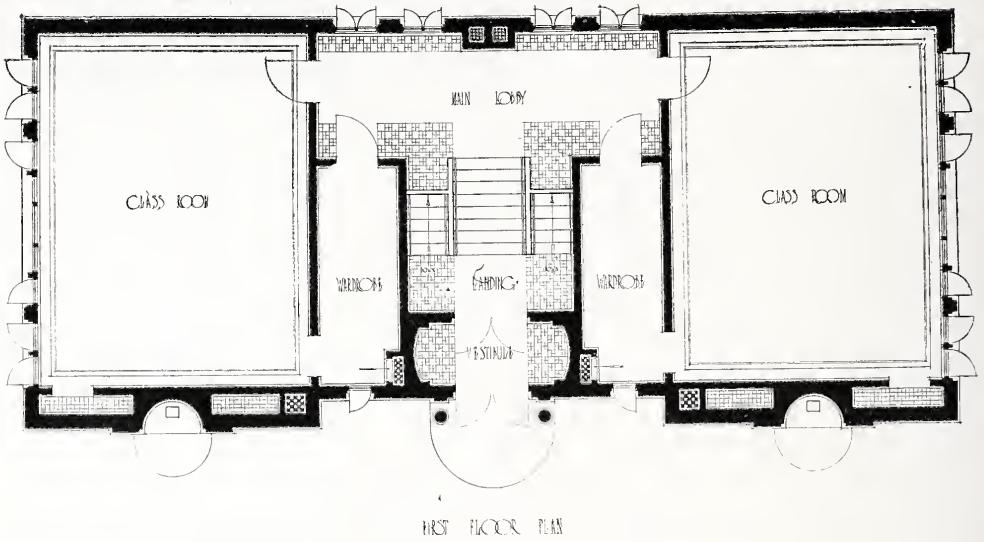 MAIN LOBBY
CLASS ROOM
CLASS ROOM
WARDROBE
LANDING
WARDROBE
VESTIBULE
FIRST FLOOR PLAN